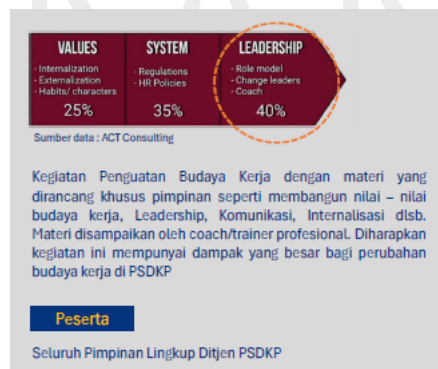 VALUES
- Internalization
- Externalization
- Habits/ characters
25%
SYSTEM
- Regulations
- HR Policies
35%
LEADERSHIP
- Role model
- Change leaders
- Coach
40%
Sumber data : ACT Consulting
Kegiatan Penguatan Budaya Kerja dengan materi yang
dirancang khusus pimpinan seperti membangun nilai – nilai
budaya kerja, Leadership, Komunikasi, Internalisasi dlsb.
Materi disampaikan oleh coach/trainer profesional. Diharapkan
kegiatan ini mempunyai dampak yang besar bagi perubahan
budaya kerja di PSDKP
Peserta
Seluruh Pimpinan Lingkup Ditjen PSDKP